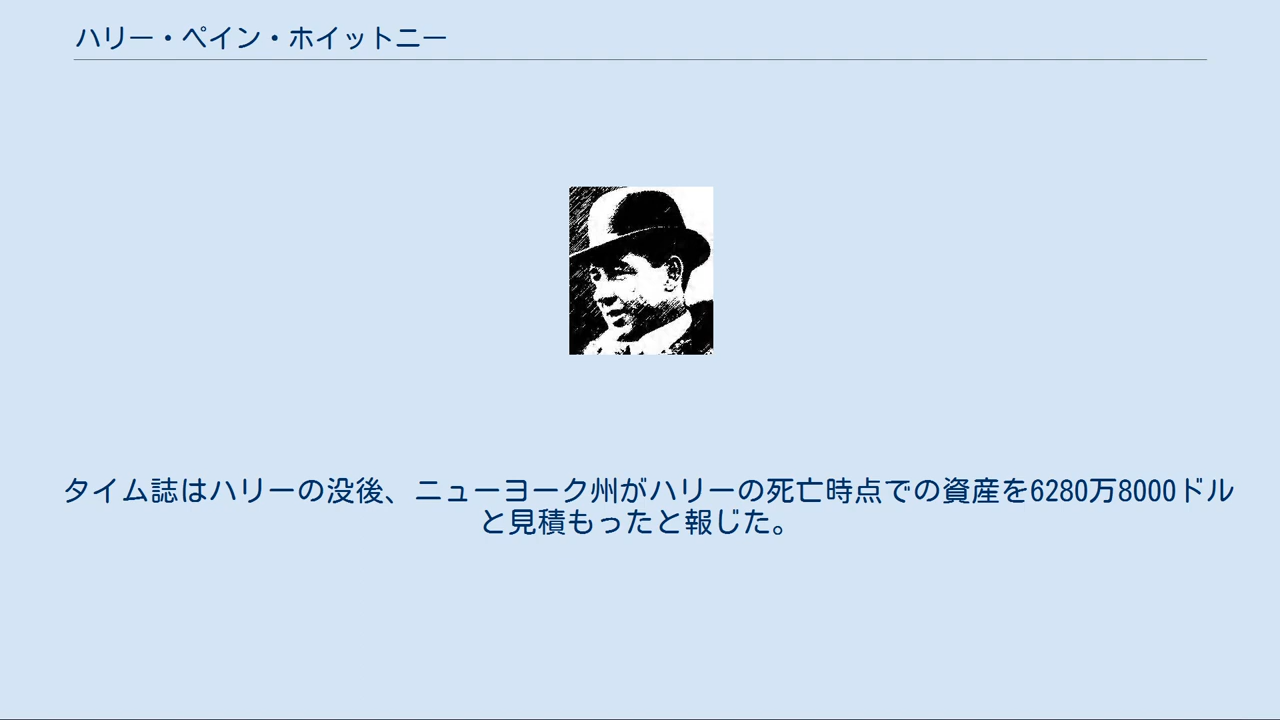 ハリー・ペイン・ホイットニー
タイム誌はハリーの没後、ニューヨーク州がハリーの死亡時点での資産を6280万8000ドル
と見積もったと報じた。